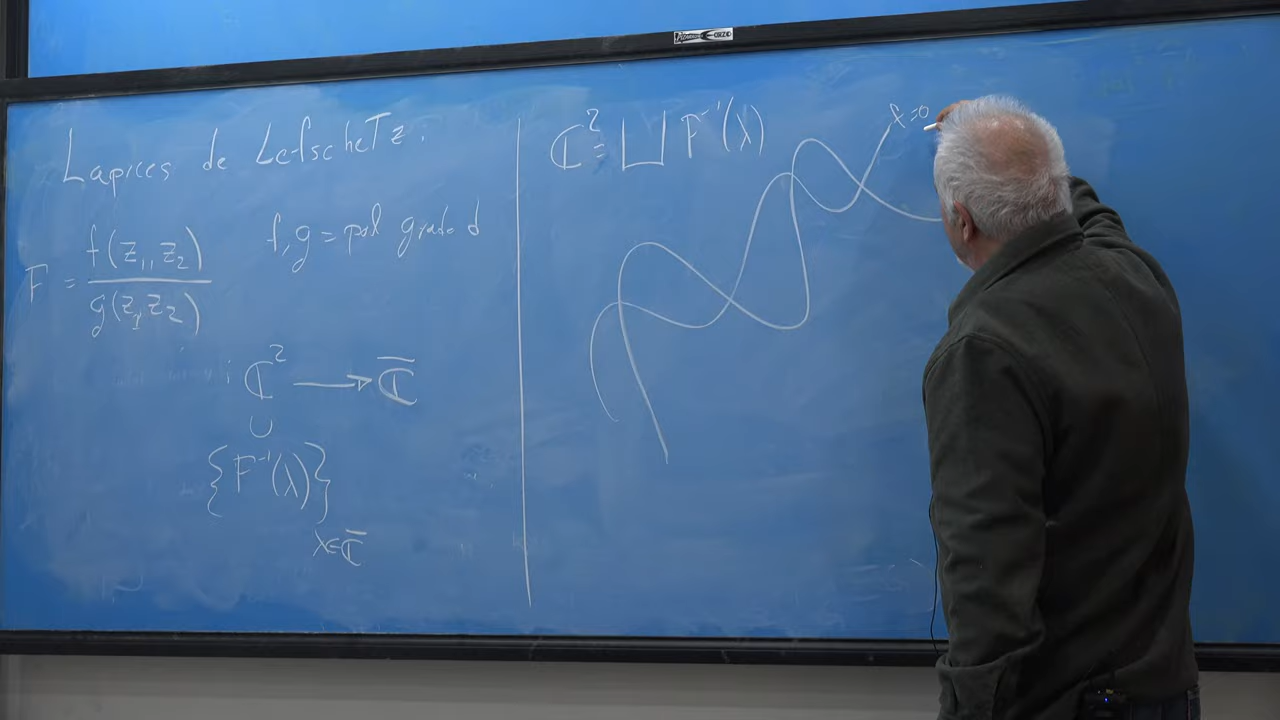 Lapices de Lefschetz:
F = f(z₁, z₂) / g(z₁, z₂)
f, g = pol grado d
ℂ² ⟶ ℂ̅
∪
{F⁻¹(λ)}
λ∈ℂ̅
ℂ² = ⨆ F⁻¹(λ)
f=0